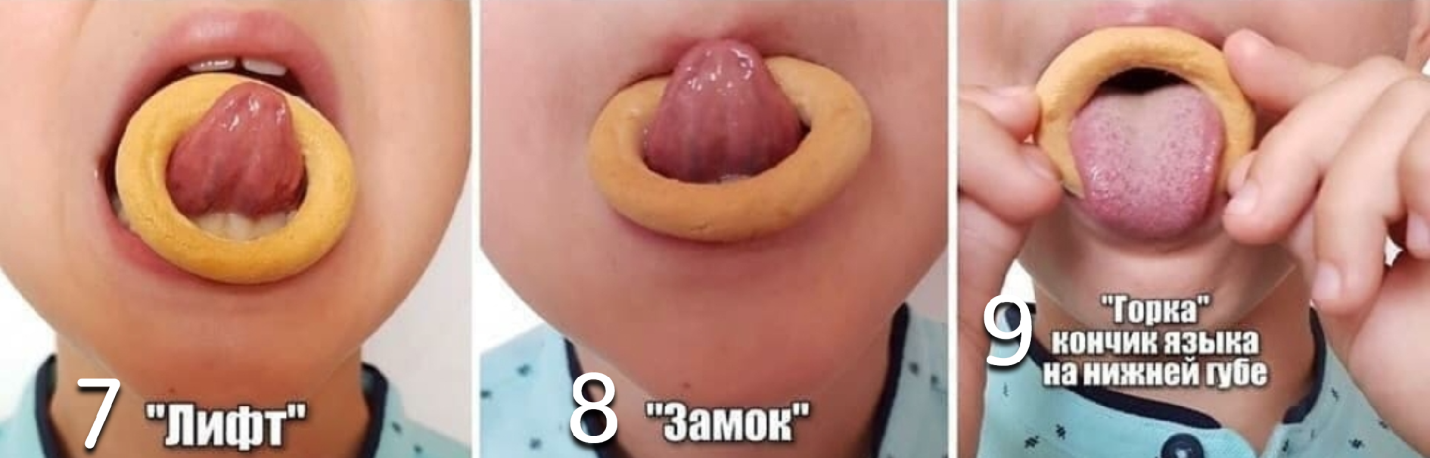 7 "Лифт"
8 "Замок"
9 "Горка"
кончик языка
на нижней губе